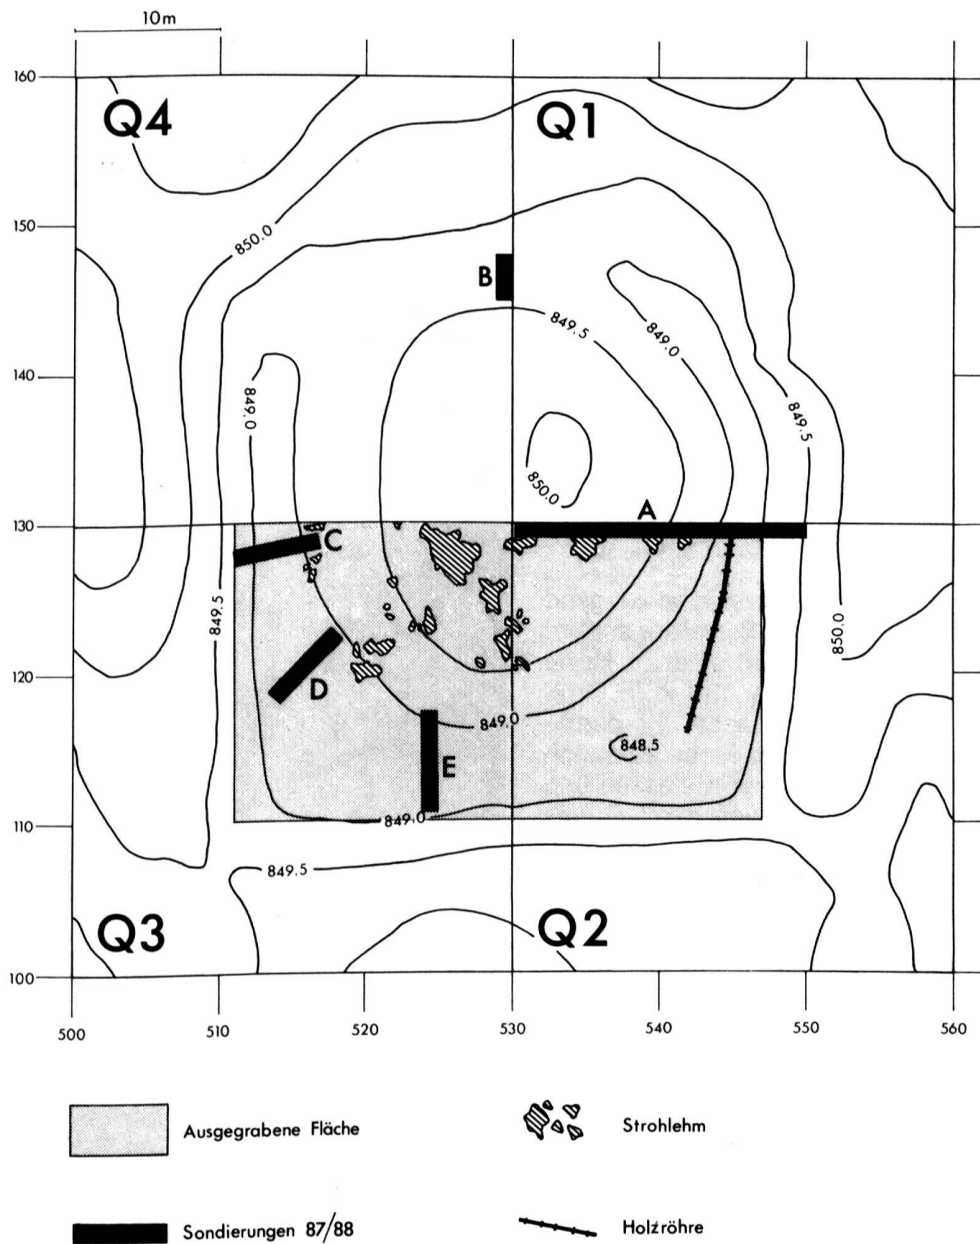 10m
160
Q4
Q1
850.0
150
B
849.5
849.0
140
849.0
849.5
850.0
A
130
C
849.5
850.0
120
D
849.0
848,5
E
849.0
110
849.5
Q3
Q2
100
500
510
520
530
540
550
560
Ausgegrabene Fläche
Strohlehm
Sondierungen 87/88
Holzröhre